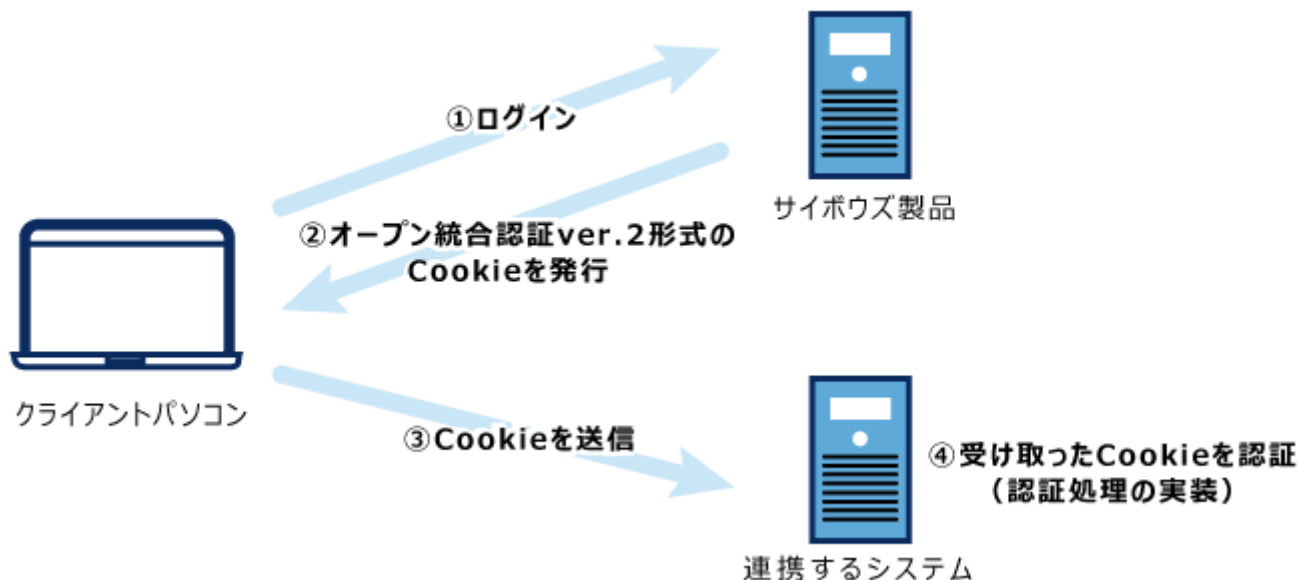 ①ログイン
サイボウズ製品
②オープン統合認証ver.2形式の
Cookieを発行
クライアントパソコン
③Cookieを送信
④受け取ったCookieを認証
（認証処理の実装）
連携するシステム